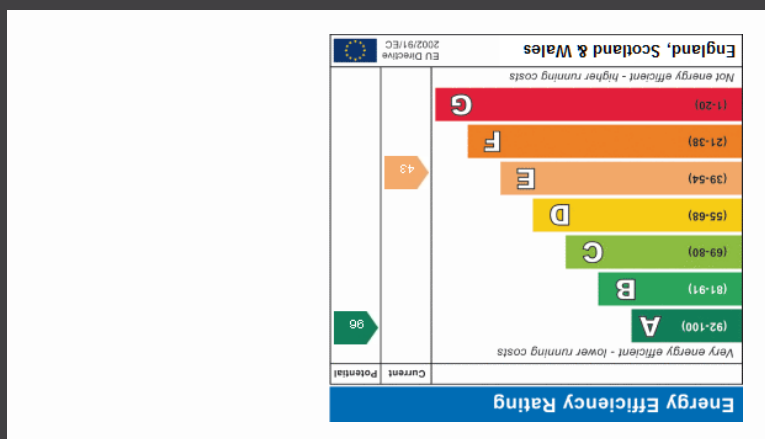 Energy Efficiency Rating
Current Potential
Very energy efficient - lower running costs
(92-100) A
96
(81-91) B
(69-80) C
(55-68) D
(39-54) E
43
(21-38) F
(1-20) G
Not energy efficient - higher running costs
England, Scotland & Wales
EU Directive
2002/91/EC